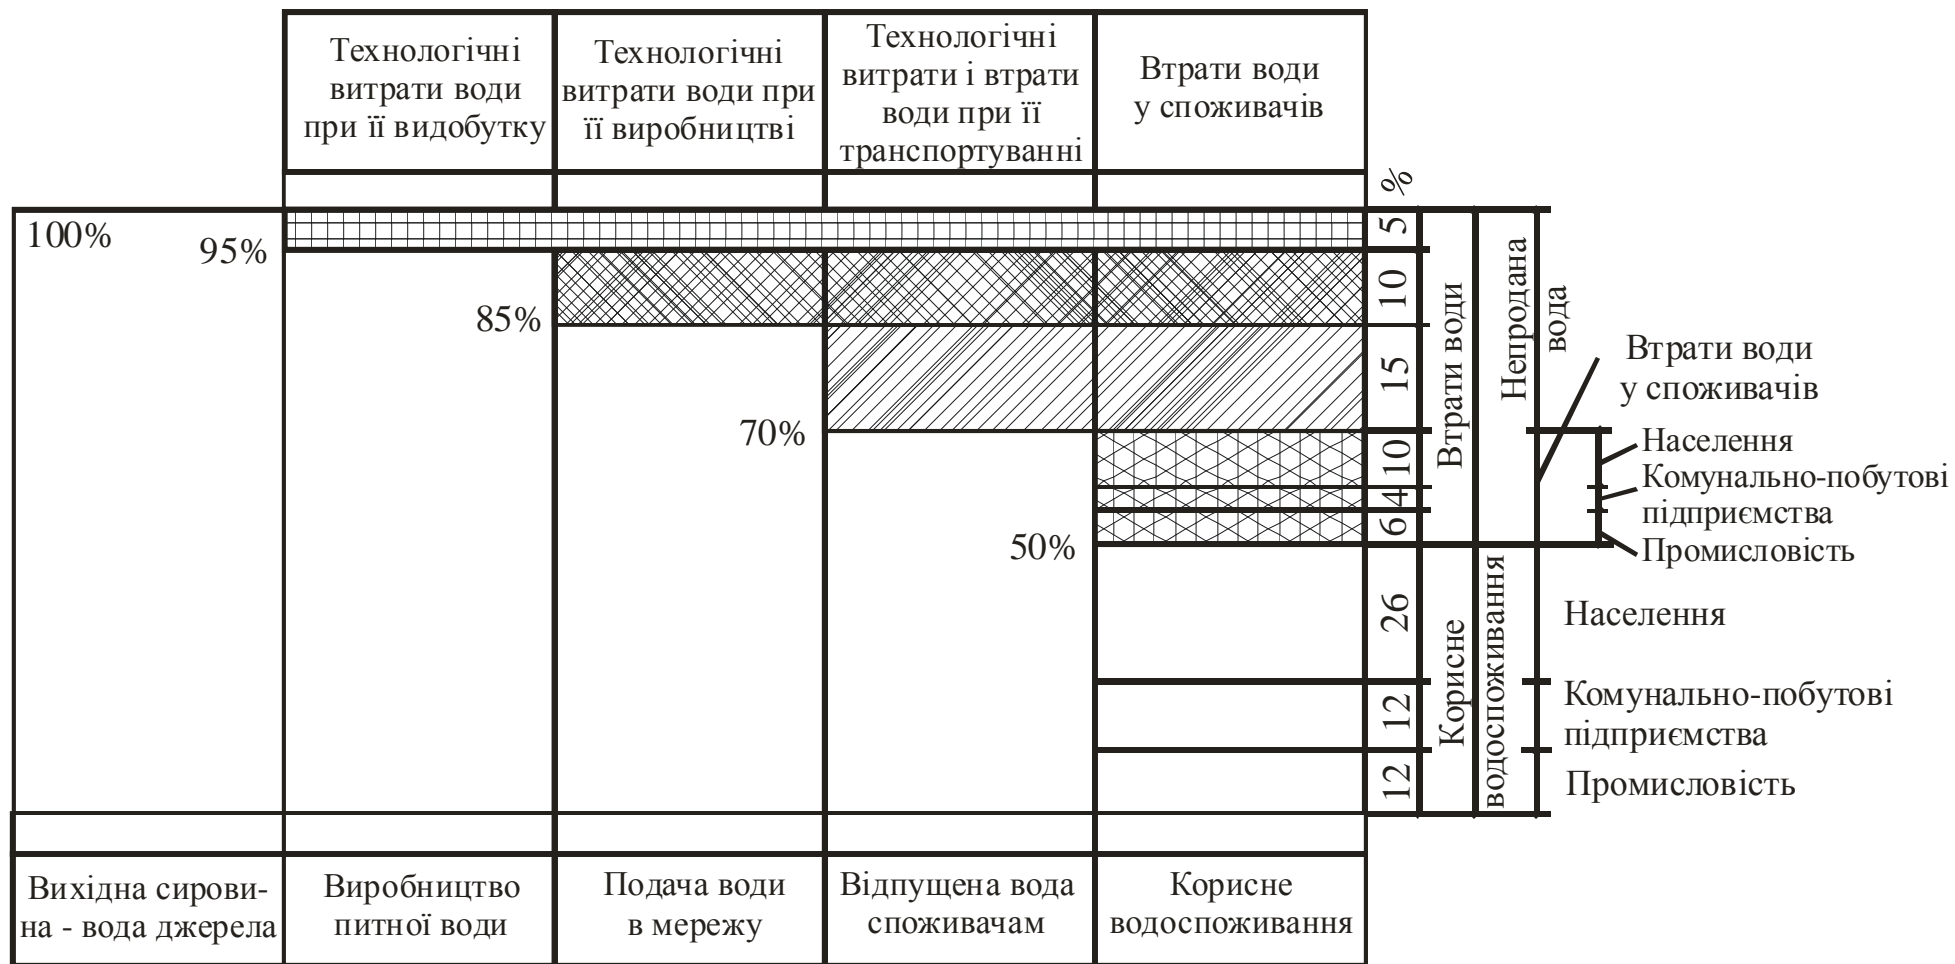 Технологічні
витрати води
при її видобутку
Технологічні
витрати води при
її виробництві
Технологічні
витрати і втрати
води при її
транспортуванні
Втрати води
у споживачів
%
100%
95%
85%
70%
50%
5
10
15
10
4
6
26
12
12
Втрати води
Корисне
водоспоживання
Непродана
вода
Втрати води
у споживачів
Населення
Комунально-побутові
підприємства
Промисловість
Населення
Комунально-побутові
підприємства
Промисловість
Вихідна сирови-
на - вода джерела
Виробництво
питної води
Подача води
в мережу
Відпущена вода
споживачам
Корисне
водоспоживання